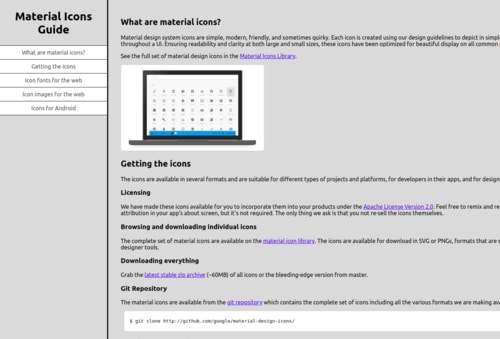 Material Icons
Guide
What are material icons?
Getting the icons
Icon fonts for the web
Icon images for the web
Icons for Android
What are material icons?
Material design system icons are simple, modern, friendly, and sometimes quirky. Each icon is created using our design guidelines to depict in simple
throughout a UI. Ensuring readability and clarity at both large and small sizes, these icons have been optimized for beautiful display on all common
See the full set of material design icons in the Material Icons Library.
Getting the icons
The icons are available in several formats and are suitable for different types of projects and platforms, for developers in their apps, and for design
Licensing
We have made these icons available for you to incorporate them into your products under the Apache License Version 2.0. Feel free to remix and re
attribution in your app's about screen, but it's not required. The only thing we ask is that you not re-sell the icons themselves.
Browsing and downloading individual icons
The complete set of material icons are available on the material icon library. The icons are available for download in SVG or PNGs, formats that are s
designer tools.
Downloading everything
Grab the latest stable zip archive (~60MB) of all icons or the bleeding-edge version from master.
Git Repository
The material icons are available from the git repository which contains the complete set of icons including all the various formats we are making ava
$ git clone http://github.com/google/material-design-icons/